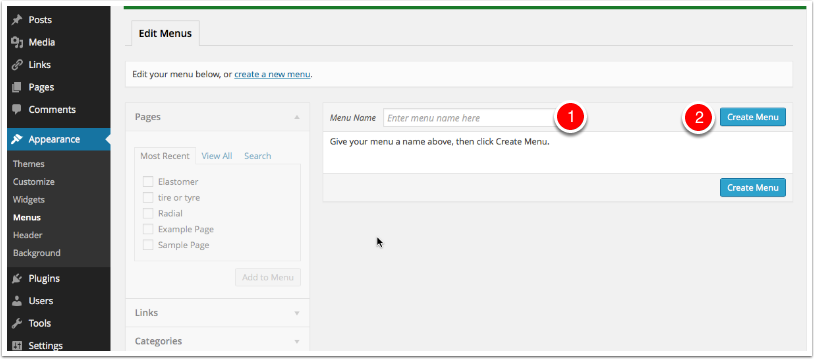 Posts
Media
Links
Pages
Comments
Appearance
Themes
Customize
Widgets
Menus
Header
Background
Plugins
Users
Tools
Settings
Edit Menus
Edit your menu below, or create a new menu.
Pages
Most Recent View All Search
Elastomer
tire or tyre
Radial
Example Page
Sample Page
Add to Menu
Links
Categories
Menu Name Enter menu name here 1 2 Create Menu
Give your menu a name above, then click Create Menu.
Create Menu